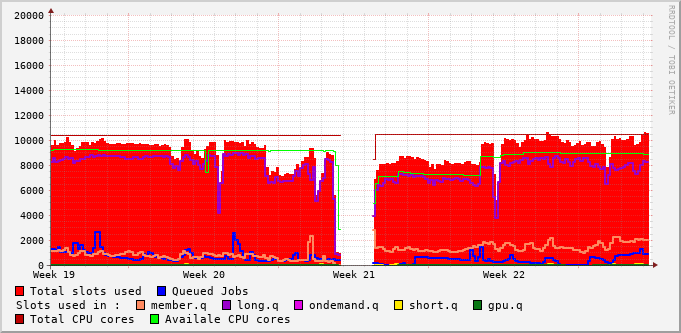 20000
18000
16000
14000
12000
10000
8000
6000
4000
2000
0
Week 19 Week 20 Week 21 Week 22
RRDTOOL / TOBI OETIKER
Total slots used Queued Jobs
Slots used in : member.q long.q ondemand.q short.q gpu.q
Total CPU cores Availale CPU cores